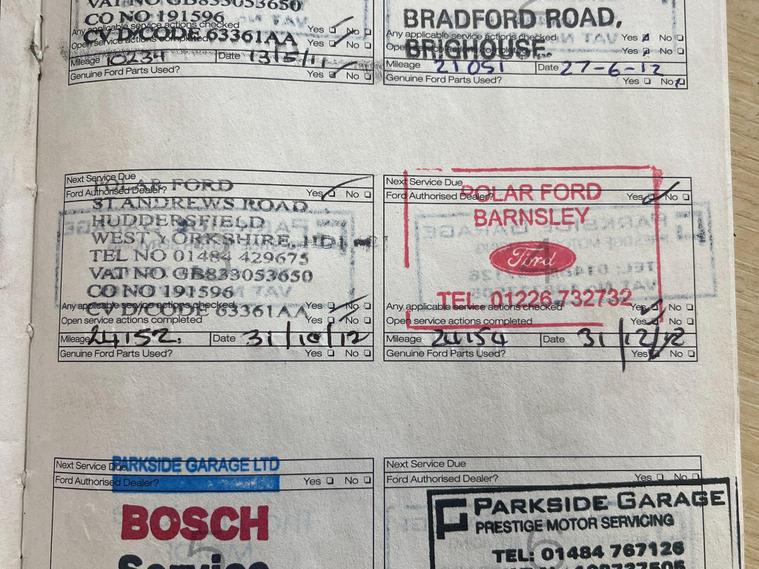 VAT NO GB833053650
CO NO 191596
Any applicable service actions checked Yes No
CV D/CODE 63361AA
Open service actions completed Yes No
Mileage 10234 Date 13/5/11
Genuine Ford Parts Used? Yes No
BRADFORD ROAD,
Any applicable service actions checked Yes No
BRIGHOUSE.
Open service actions completed Yes No
Mileage 21051 Date 27-6-12
Genuine Ford Parts Used? Yes No
Next Service Due
POLAR FORD
Ford Authorised Dealer? Yes No
ST ANDREWS ROAD
HUDDERSFIELD
WEST YORKSHIRE, HD1
TEL NO 01484 429675
VAT NO GB833053650
CO NO 191596
Any applicable service actions checked Yes No
CV D/CODE 63361AA
Open service actions completed Yes No
Mileage 24152. Date 31/10/12
Genuine Ford Parts Used? Yes No
Next Service Due
POLAR FORD
Ford Authorised Dealer? Yes No
BARNSLEY
Ford
TEL 01226 732732
Any applicable service actions checked Yes No
Open service actions completed Yes No
Mileage 24154 Date 31/12/12
Genuine Ford Parts Used? Yes No
Next Service Due
PARKSIDE GARAGE LTD
Ford Authorised Dealer? Yes No
BOSCH
Service
Next Service Due
Ford Authorised Dealer? Yes No
PARKSIDE GARAGE
PRESTIGE MOTOR SERVICING
TEL: 01484 767126